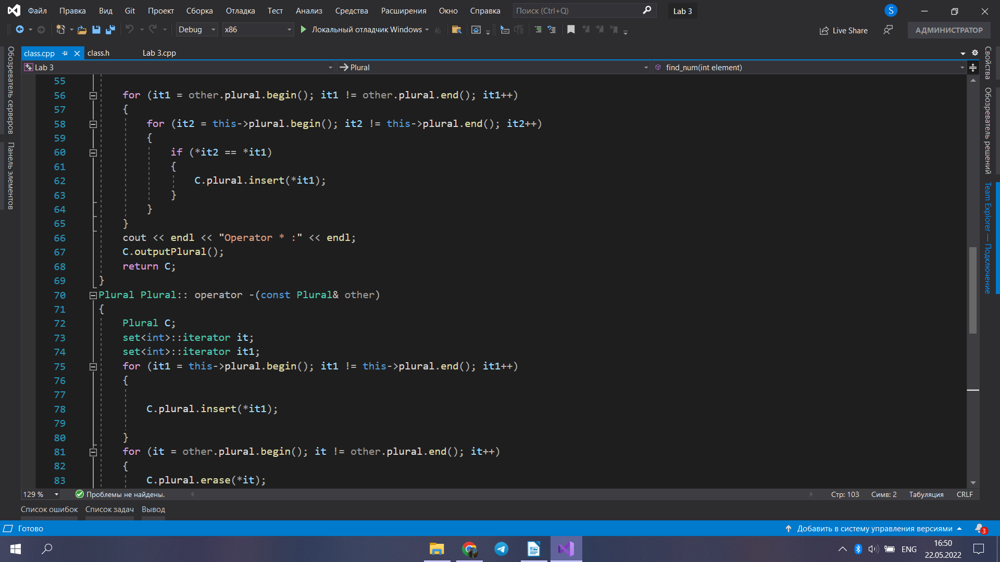 Файл Правка Вид Git Проект Сборка Отладка Тест Анализ Средства Расширения Окно Справка Поиск (Ctrl+Q) Lab 3 S
Debug x86 Локальный отладчик Windows Live Share АДМИНИСТРАТОР
class.cpp class.h Lab 3.cpp
Lab 3 Plural find_num(int element)
Обозреватель серверов
Панель элементов
55
56 for (it1 = other.plural.begin(); it1 != other.plural.end(); it1++)
57 {
58 for (it2 = this->plural.begin(); it2 != this->plural.end(); it2++)
59 {
60 if (*it2 == *it1)
61 {
62 C.plural.insert(*it1);
63 }
64 }
65 }
66 cout << endl << "Operator * :" << endl;
67 C.outputPlural();
68 return C;
69 }
70 Plural Plural:: operator -(const Plural& other)
71 {
72 Plural C;
73 set<int>::iterator it;
74 set<int>::iterator it1;
75 for (it1 = this->plural.begin(); it1 != this->plural.end(); it1++)
76 {
77
78 C.plural.insert(*it1);
79
80 }
81 for (it = other.plural.begin(); it != other.plural.end(); it++)
82 {
83 C.plural.erase(*it);
Свойства
Обозреватель решений
Team Explorer — Подключение
129 % Проблемы не найдены. Стр: 103 Симв: 2 Табуляция CRLF
Список ошибок Список задач Вывод
Готово Добавить в систему управления версиями 3
ENG 16:50
22.05.2022